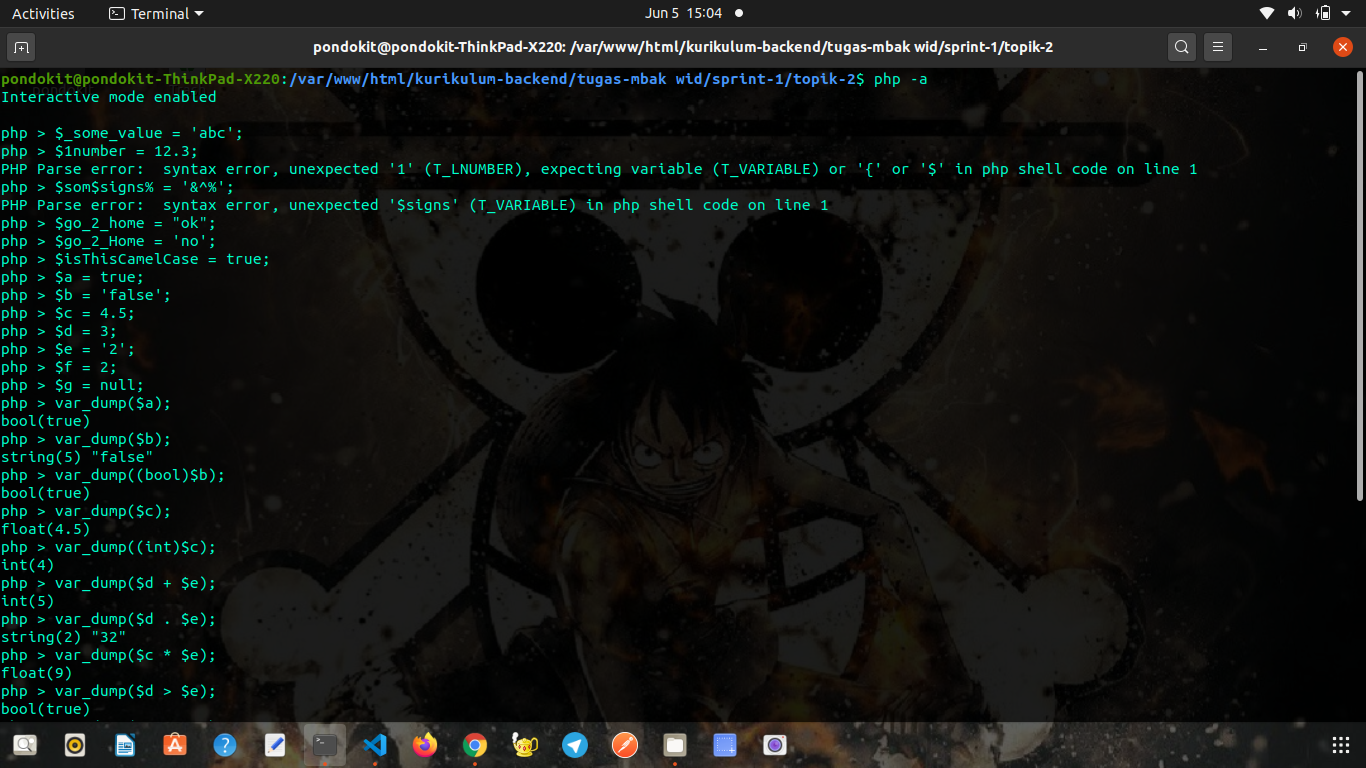 Activities
Terminal
Jun 5 15:04
pondokit@pondokit-ThinkPad-X220: /var/www/html/kurikulum-backend/tugas-mbak wid/sprint-1/topik-2
pondokit@pondokit-ThinkPad-X220:/var/www/html/kurikulum-backend/tugas-mbak wid/sprint-1/topik-2$ php -a
Interactive mode enabled
php > $_some_value = 'abc';
php > $1number = 12.3;
PHP Parse error:  syntax error, unexpected '1' (T_LNUMBER), expecting variable (T_VARIABLE) or '{' or '$' in php shell code on line 1
php > $som$signs% = '&^%';
PHP Parse error:  syntax error, unexpected '$signs' (T_VARIABLE) in php shell code on line 1
php > $go_2_home = "ok";
php > $go_2_Home = 'no';
php > $isThisCamelCase = true;
php > $a = true;
php > $b = 'false';
php > $c = 4.5;
php > $d = 3;
php > $e = '2';
php > $f = 2;
php > $g = null;
php > var_dump($a);
bool(true)
php > var_dump($b);
string(5) "false"
php > var_dump((bool)$b);
bool(true)
php > var_dump($c);
float(4.5)
php > var_dump((int)$c);
int(4)
php > var_dump($d + $e);
int(5)
php > var_dump($d . $e);
string(2) "32"
php > var_dump($c * $e);
float(9)
php > var_dump($d > $e);
bool(true)